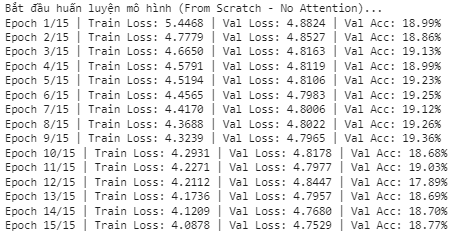 Bắt đầu huấn luyện mô hình (From Scratch - No Attention)...
Epoch 1/15 | Train Loss: 5.4468 | Val Loss: 4.8824 | Val Acc: 18.99%
Epoch 2/15 | Train Loss: 4.7779 | Val Loss: 4.8527 | Val Acc: 18.86%
Epoch 3/15 | Train Loss: 4.6650 | Val Loss: 4.8163 | Val Acc: 19.13%
Epoch 4/15 | Train Loss: 4.5791 | Val Loss: 4.8119 | Val Acc: 18.99%
Epoch 5/15 | Train Loss: 4.5194 | Val Loss: 4.8106 | Val Acc: 19.23%
Epoch 6/15 | Train Loss: 4.4565 | Val Loss: 4.7983 | Val Acc: 19.25%
Epoch 7/15 | Train Loss: 4.4170 | Val Loss: 4.8006 | Val Acc: 19.12%
Epoch 8/15 | Train Loss: 4.3688 | Val Loss: 4.8022 | Val Acc: 19.26%
Epoch 9/15 | Train Loss: 4.3239 | Val Loss: 4.7965 | Val Acc: 19.36%
Epoch 10/15 | Train Loss: 4.2931 | Val Loss: 4.8178 | Val Acc: 18.68%
Epoch 11/15 | Train Loss: 4.2271 | Val Loss: 4.7977 | Val Acc: 19.03%
Epoch 12/15 | Train Loss: 4.2112 | Val Loss: 4.8447 | Val Acc: 17.89%
Epoch 13/15 | Train Loss: 4.1736 | Val Loss: 4.7957 | Val Acc: 18.69%
Epoch 14/15 | Train Loss: 4.1209 | Val Loss: 4.7680 | Val Acc: 18.70%
Epoch 15/15 | Train Loss: 4.0878 | Val Loss: 4.7529 | Val Acc: 18.77%